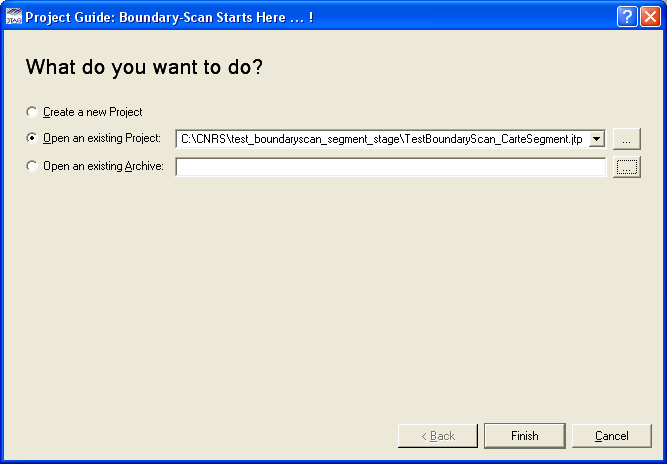 JTAG Project Guide: Boundary-Scan Starts Here ... !
What do you want to do?
Create a new Project
Open an existing Project: C:\CNRS\test_boundaryscan_segment_stage\TestBoundaryScan_CarteSegment.jtp ...
Open an existing Archive: ...
< Back Finish Cancel